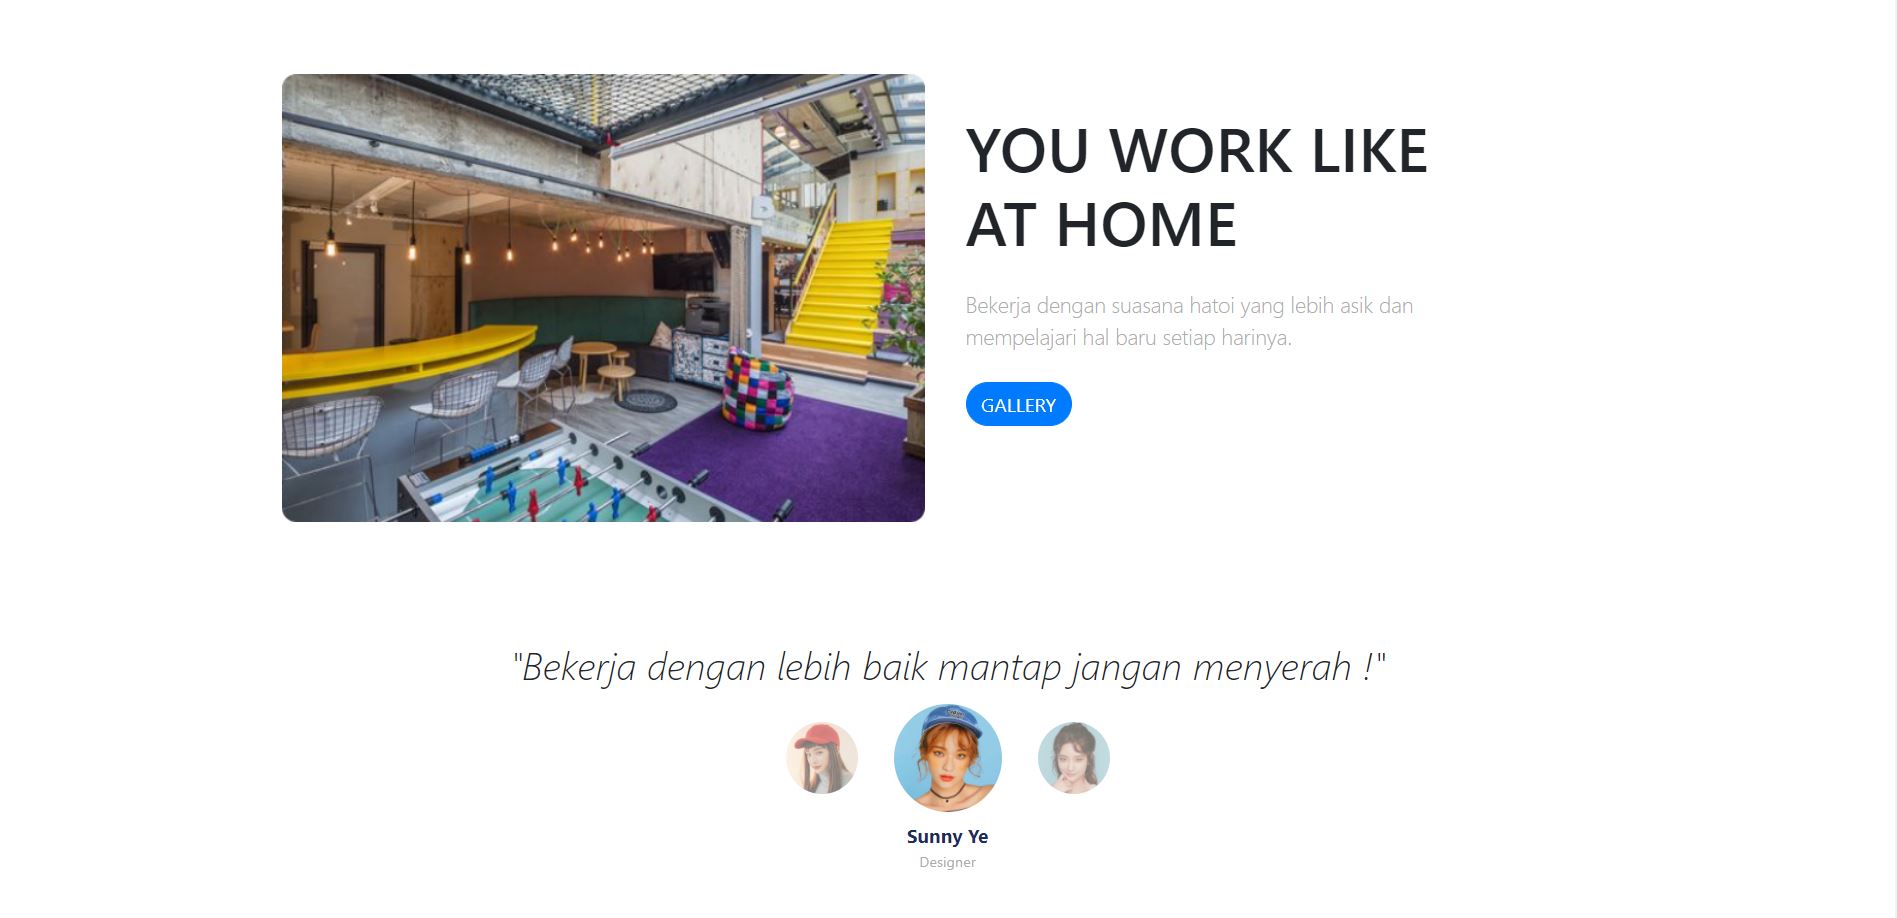 YOU WORK LIKE
AT HOME
Bekerja dengan suasana hatoi yang lebih asik dan
mempelajari hal baru setiap harinya.
GALLERY
"Bekerja dengan lebih baik mantap jangan menyerah !"
Sunny Ye
Designer